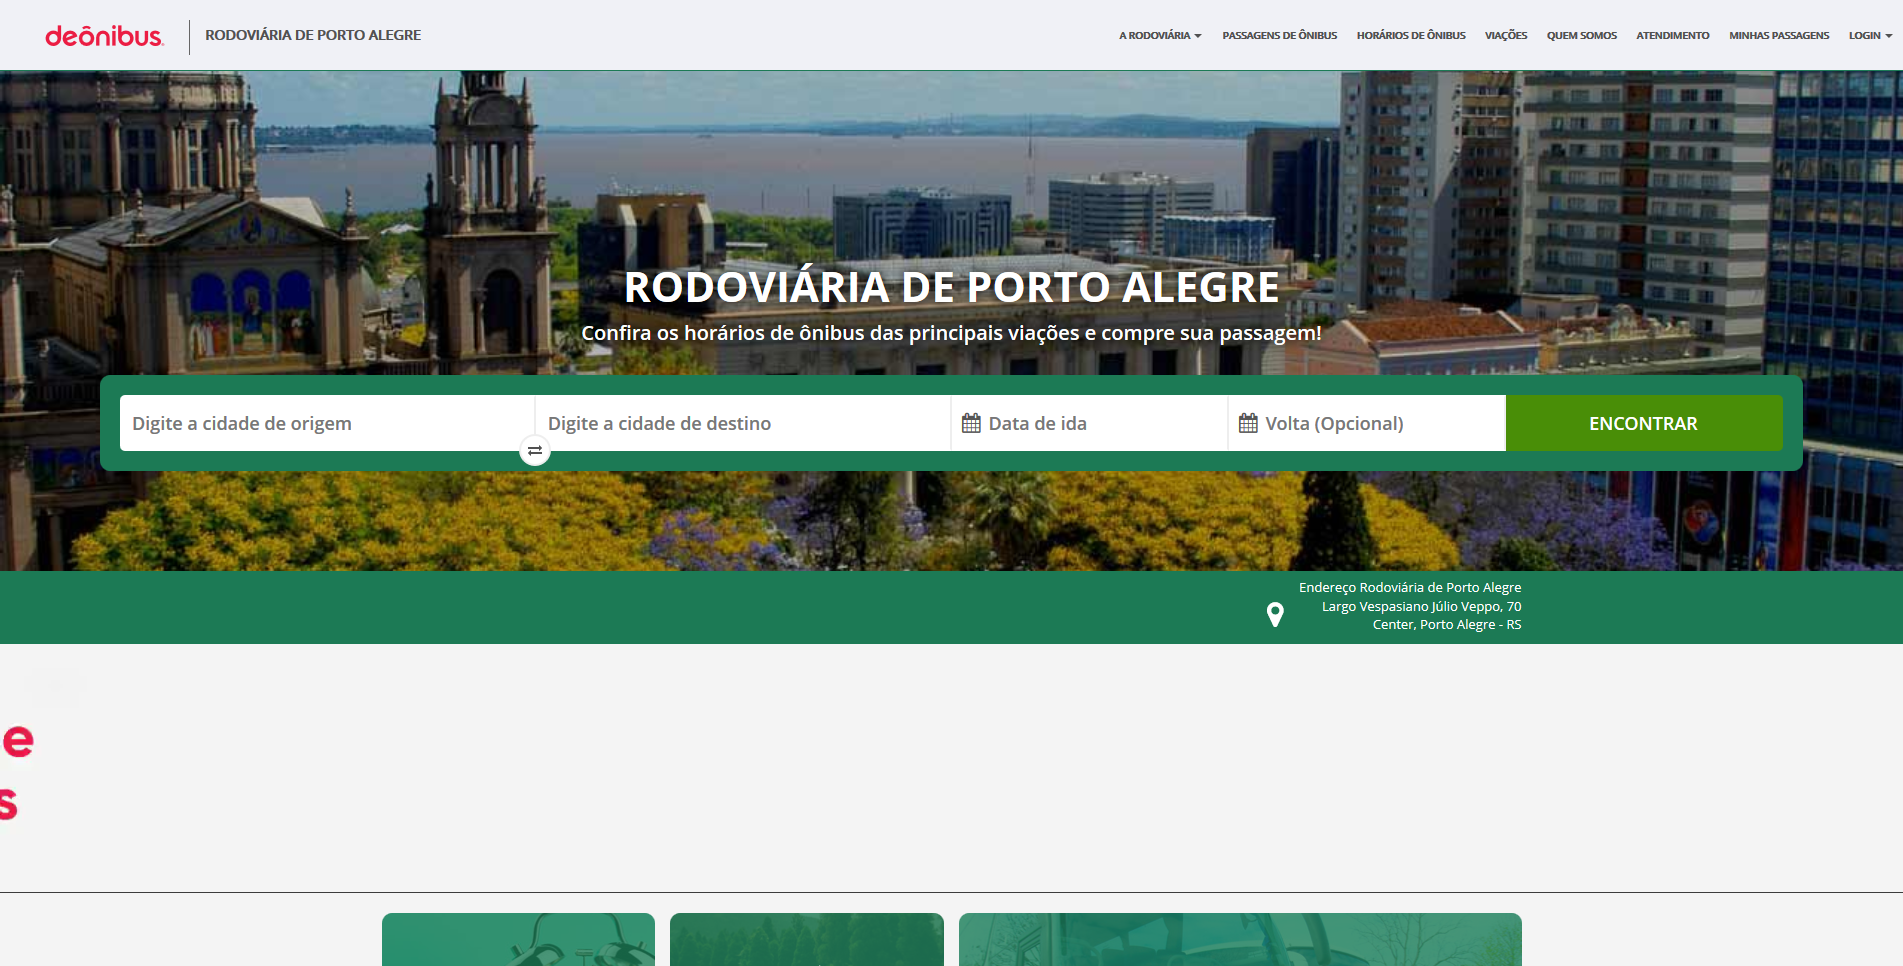 deônibus.
RODOVIÁRIA DE PORTO ALEGRE
A RODOVIÁRIA
PASSAGENS DE ÔNIBUS
HORÁRIOS DE ÔNIBUS
VIAÇÕES
QUEM SOMOS
ATENDIMENTO
MINHAS PASSAGENS
LOGIN
RODOVIÁRIA DE PORTO ALEGRE
Confira os horários de ônibus das principais viações e compre sua passagem!
Digite a cidade de origem
Digite a cidade de destino
Data de ida
Volta (Opcional)
ENCONTRAR
Endereço Rodoviária de Porto Alegre
Largo Vespasiano Júlio Veppo, 70
Center, Porto Alegre - RS
e
s